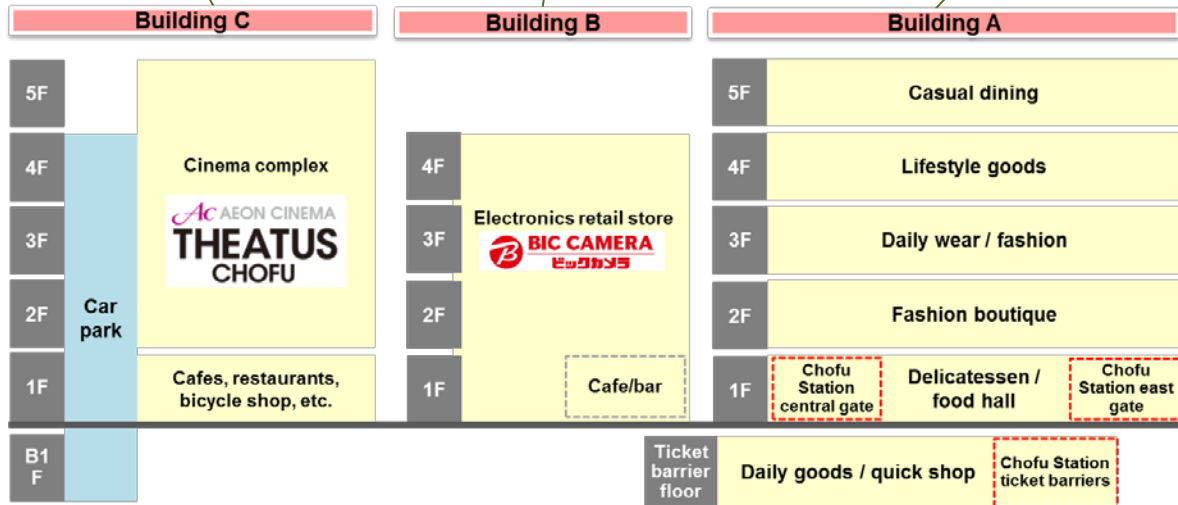 Building C
Building B
Building A
5F
4F
3F
2F
1F
B1
F
Car
park
Cinema complex
Ac AEON CINEMA
THEATUS
CHOFU
Cafes, restaurants,
bicycle shop, etc.
4F
3F
2F
1F
Electronics retail store
B BIC CAMERA
ビックカメラ
Cafe/bar
5F
Casual dining
4F
Lifestyle goods
3F
Daily wear / fashion
2F
Fashion boutique
1F
Chofu
Station
central gate
Delicatessen /
food hall
Chofu
Station east
gate
Ticket
barrier
floor
Daily goods / quick shop
Chofu Station
ticket barriers